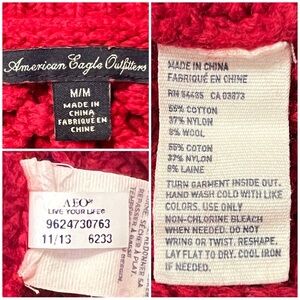 American Eagle Outfitters
M/M
MADE IN
CHINA
FABRIQUÉ EN
CHINE
AEO®
LIVE YOUR LIFE®
9624730763
11/13 6233
MADE IN CHINA
FABRIQUÉ EN CHINE
RN 54485 CA 03873
55% COTTON
37% NYLON
8% WOOL
55% COTON
37% NYLON
8% LAINE
TURN GARMENT INSIDE OUT.
HAND WASH COLD WITH LIKE
COLORS. USE ONLY
NON-CHLORINE BLEACH
WHEN NEEDED. DO NOT
WRING OR TWIST. RESHAPE,
LAY FLAT TO DRY. COOL IRON
IF NEEDED.